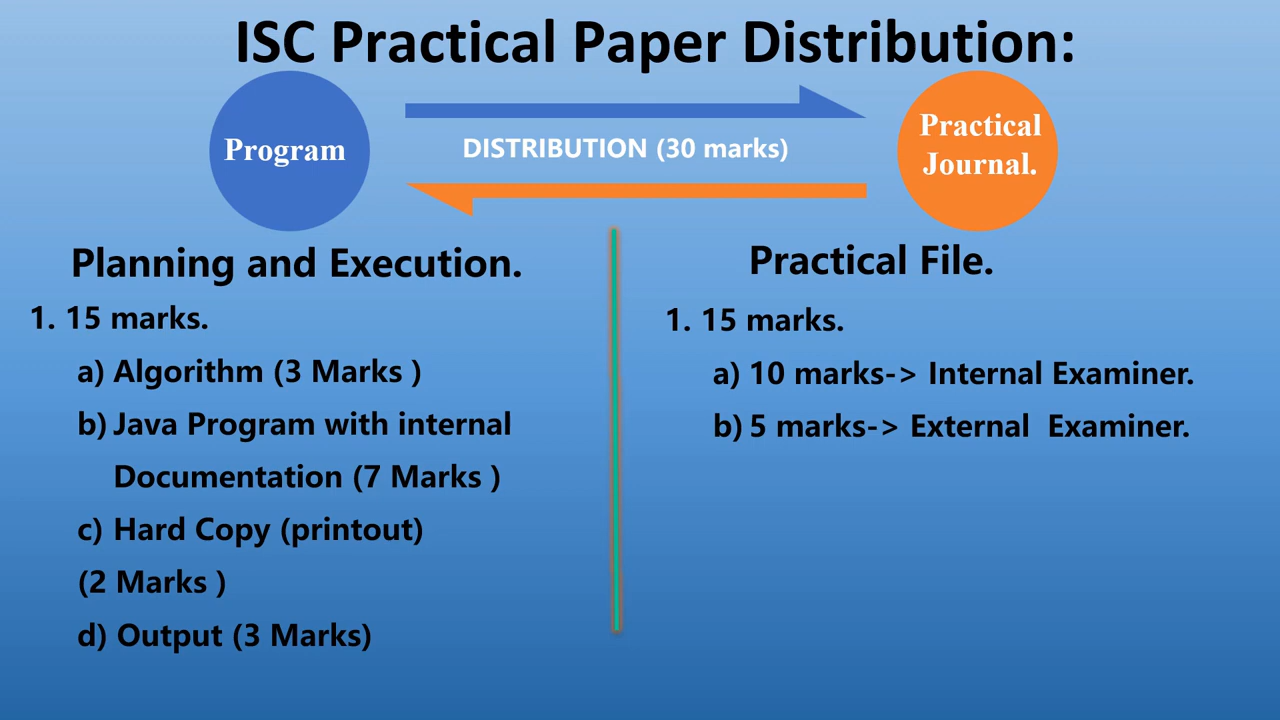 ISC Practical Paper Distribution:
Program
DISTRIBUTION (30 marks)
Practical
Journal.
Planning and Execution.
1. 15 marks.
a) Algorithm (3 Marks )
b) Java Program with internal
Documentation (7 Marks )
c) Hard Copy (printout)
(2 Marks )
d) Output (3 Marks)
Practical File.
1. 15 marks.
a) 10 marks-> Internal Examiner.
b) 5 marks-> External  Examiner.